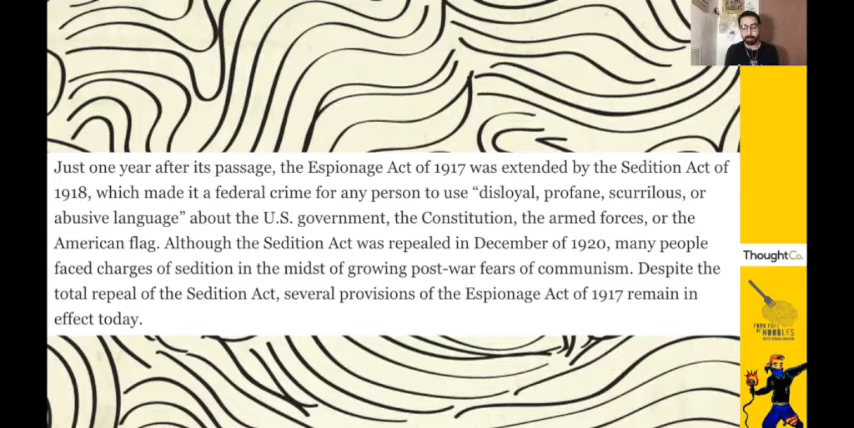 Just one year after its passage, the Espionage Act of 1917 was extended by the Sedition Act of
1918, which made it a federal crime for any person to use “disloyal, profane, scurrilous, or
abusive language” about the U.S. government, the Constitution, the armed forces, or the
American flag. Although the Sedition Act was repealed in December of 1920, many people
faced charges of sedition in the midst of growing post-war fears of communism. Despite the
total repeal of the Sedition Act, several provisions of the Espionage Act of 1917 remain in
effect today.
ThoughtCo.
FORK FULL
OF NOODLES